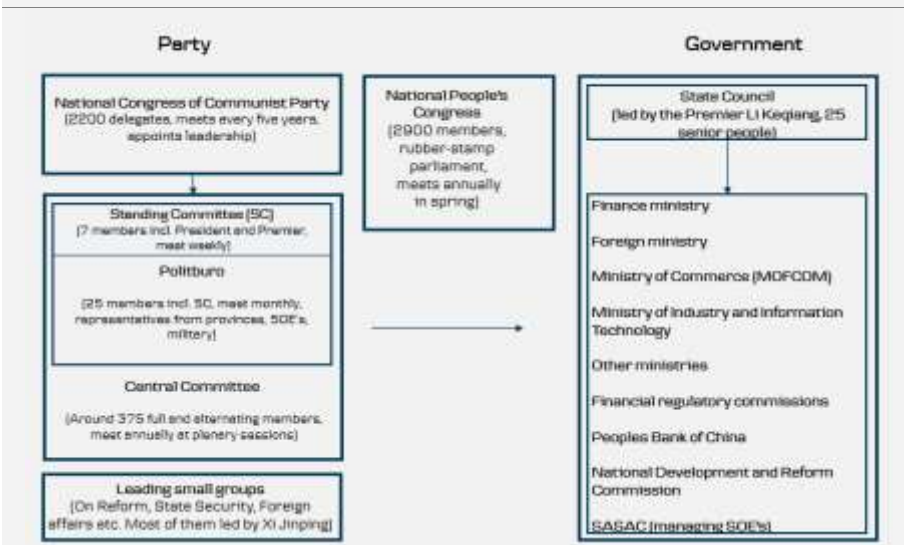 Party
Government
National Congress of Communist Party
(2200 delegates, meets every five years,
appoints leadership)
Standing Committee (SC)
(7 members incl. President and Premier,
meet weekly)
Politburo
(25 members incl. SC, meet monthly,
representatives from provinces, SOE's,
military)
Central Committee
(Around 375 full and alternating members,
meet annually at plenary sessions)
Leading small groups
(On Reform, State Security, Foreign
affairs etc. Most of them led by Xi Jinping)
National People's
Congress
(2900 members,
rubber-stamp
parliament,
meets annually
in spring)
State Council
(led by the Premier LI Keqiang, 25
senior people)
Finance ministry
Foreign ministry
Ministry of Commerce (MOFCOM)
Ministry of Industry and Information
Technology
Other ministries
Financial regulatory commissions
Peoples Bank of China
National Development and Reform
Commission
SASAC (managing SOE's)